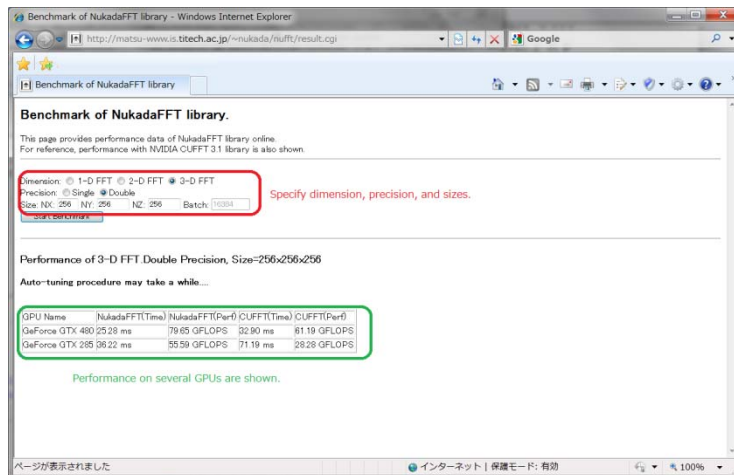 Benchmark of NukadaFFT library - Windows Internet Explorer
http://matsu-www.is.titech.ac.jp/~nukada/nufft/result.cgi
Google
Benchmark of NukadaFFT library
Benchmark of NukadaFFT library.
This page provides performance data of NukadaFFT library online.
For reference, performance with NVIDIA CUFFT 3.1 library is also shown.
Dimension: 1-D FFT 2-D FFT 3-D FFT
Precision: Single Double
Size: NX: 256 NY: 256 NZ: 256 Batch: 16384
Specify dimension, precision, and sizes.
Start Benchmark
Performance of 3-D FFT.Double Precision, Size=256x256x256
Auto-tuning procedure may take a while....
GPU Name NukadaFFT(Time) NukadaFFT(Perf) CUFFT(Time) CUFFT(Perf)
GeForce GTX 480 25.28 ms 79.65 GFLOPS 32.90 ms 61.19 GFLOPS
GeForce GTX 285 36.22 ms 55.59 GFLOPS 71.19 ms 28.28 GFLOPS
Performance on several GPUs are shown.
ページが表示されました インターネット | 保護モード: 有効 100%